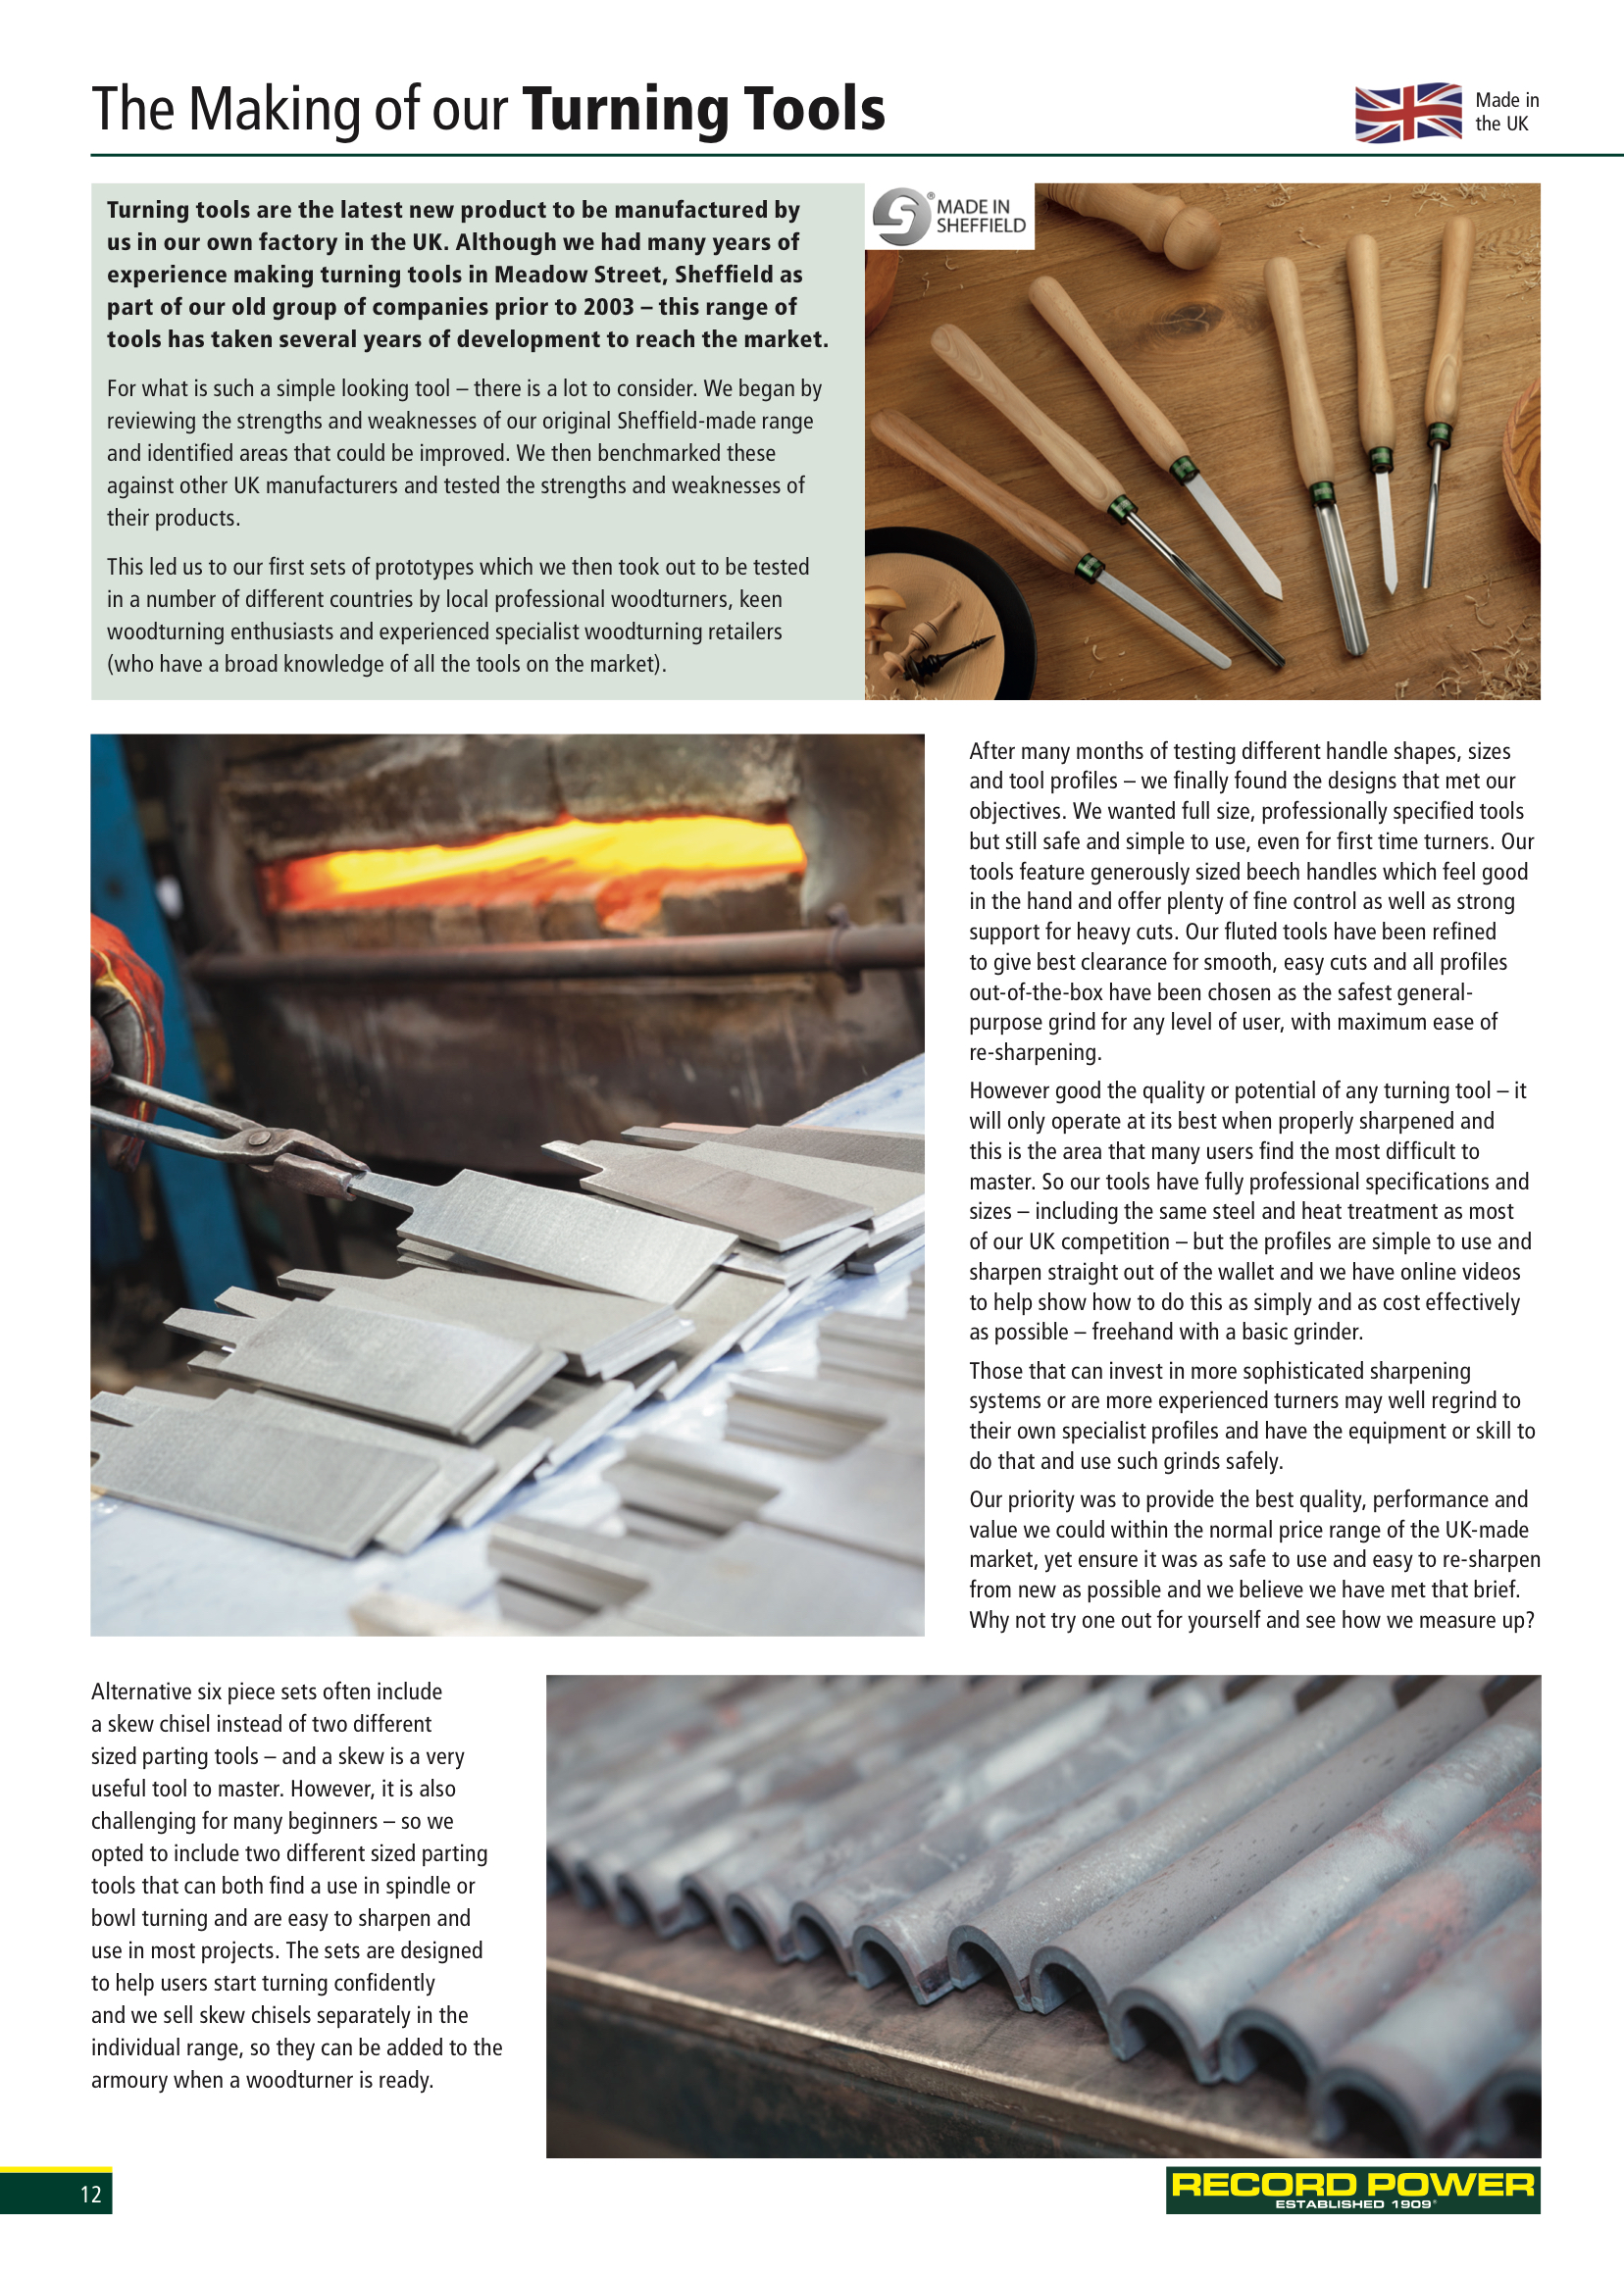 The Making of our Turning Tools
Made in
the UK
Turning tools are the latest new product to be manufactured by
us in our own factory in the UK. Although we had many years of
experience making turning tools in Meadow Street, Sheffield as
part of our old group of companies prior to 2003 – this range of
tools has taken several years of development to reach the market.
For what is such a simple looking tool – there is a lot to consider. We began by
reviewing the strengths and weaknesses of our original Sheffield-made range
and identified areas that could be improved. We then benchmarked these
against other UK manufacturers and tested the strengths and weaknesses of
their products.
This led us to our first sets of prototypes which we then took out to be tested
in a number of different countries by local professional woodturners, keen
woodturning enthusiasts and experienced specialist woodturning retailers
(who have a broad knowledge of all the tools on the market).
MADE IN
SHEFFIELD
After many months of testing different handle shapes, sizes
and tool profiles – we finally found the designs that met our
objectives. We wanted full size, professionally specified tools
but still safe and simple to use, even for first time turners. Our
tools feature generously sized beech handles which feel good
in the hand and offer plenty of fine control as well as strong
support for heavy cuts. Our fluted tools have been refined
to give best clearance for smooth, easy cuts and all profiles
out-of-the-box have been chosen as the safest general-
purpose grind for any level of user, with maximum ease of
re-sharpening.
However good the quality or potential of any turning tool – it
will only operate at its best when properly sharpened and
this is the area that many users find the most difficult to
master. So our tools have fully professional specifications and
sizes – including the same steel and heat treatment as most
of our UK competition – but the profiles are simple to use and
sharpen straight out of the wallet and we have online videos
to help show how to do this as simply and as cost effectively
as possible – freehand with a basic grinder.
Those that can invest in more sophisticated sharpening
systems or are more experienced turners may well regrind to
their own specialist profiles and have the equipment or skill to
do that and use such grinds safely.
Our priority was to provide the best quality, performance and
value we could within the normal price range of the UK-made
market, yet ensure it was as safe to use and easy to re-sharpen
from new as possible and we believe we have met that brief.
Why not try one out for yourself and see how we measure up?
Alternative six piece sets often include
a skew chisel instead of two different
sized parting tools – and a skew is a very
useful tool to master. However, it is also
challenging for many beginners – so we
opted to include two different sized parting
tools that can both find a use in spindle or
bowl turning and are easy to sharpen and
use in most projects. The sets are designed
to help users start turning confidently
and we sell skew chisels separately in the
individual range, so they can be added to the
armoury when a woodturner is ready.
12
RECORD POWER
ESTABLISHED 1909®